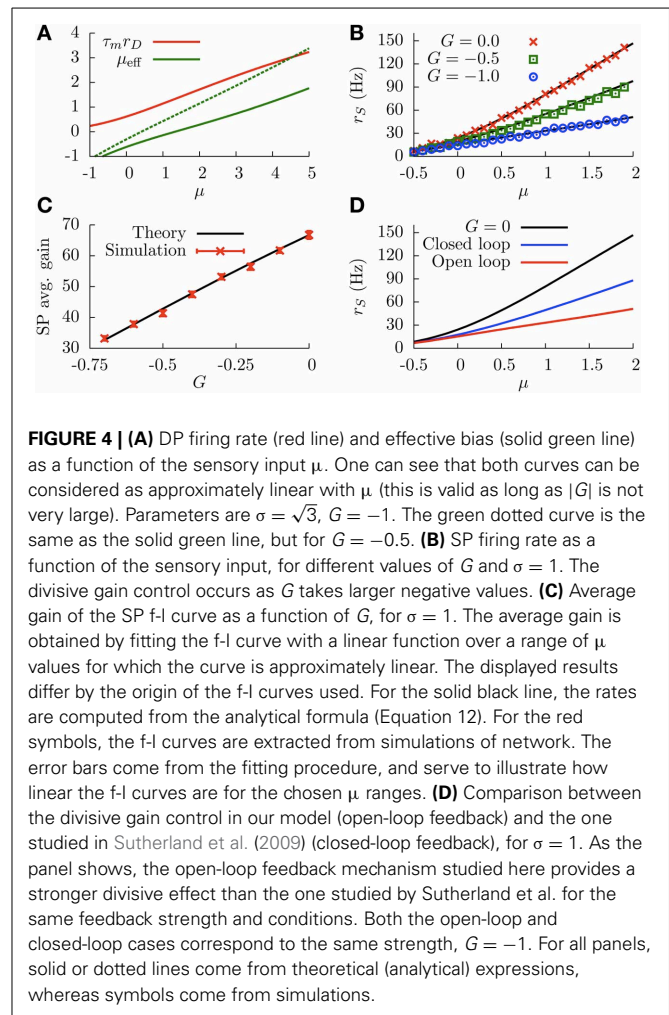 A
τmrD
μeff
4
3
2
1
0
-1
-1 0 1 2 3 4 5
μ
B
G = 0.0
G = −0.5
G = −1.0
rS (Hz)
150
120
90
60
30
0
-0.5 0 0.5 1 1.5 2
μ
C
Theory
Simulation
SP avg. gain
70
60
50
40
30
-0.75 -0.5 -0.25 0
G
D
G = 0
Closed loop
Open loop
rS (Hz)
150
120
90
60
30
0
-0.5 0 0.5 1 1.5 2
μ
FIGURE 4 | (A) DP firing rate (red line) and effective bias (solid green line)
as a function of the sensory input μ. One can see that both curves can be
considered as approximately linear with μ (this is valid as long as |G| is not
very large). Parameters are σ = √3, G = −1. The green dotted curve is the
same as the solid green line, but for G = −0.5. (B) SP firing rate as a
function of the sensory input, for different values of G and σ = 1. The
divisive gain control occurs as G takes larger negative values. (C) Average
gain of the SP f-I curve as a function of G, for σ = 1. The average gain is
obtained by fitting the f-I curve with a linear function over a range of μ
values for which the curve is approximately linear. The displayed results
differ by the origin of the f-I curves used. For the solid black line, the rates
are computed from the analytical formula (Equation 12). For the red
symbols, the f-I curves are extracted from simulations of network. The
error bars come from the fitting procedure, and serve to illustrate how
linear the f-I curves are for the chosen μ ranges. (D) Comparison between
the divisive gain control in our model (open-loop feedback) and the one
studied in Sutherland et al. (2009) (closed-loop feedback), for σ = 1. As the
panel shows, the open-loop feedback mechanism studied here provides a
stronger divisive effect than the one studied by Sutherland et al. for the
same feedback strength and conditions. Both the open-loop and
closed-loop cases correspond to the same strength, G = −1. For all panels,
solid or dotted lines come from theoretical (analytical) expressions,
whereas symbols come from simulations.